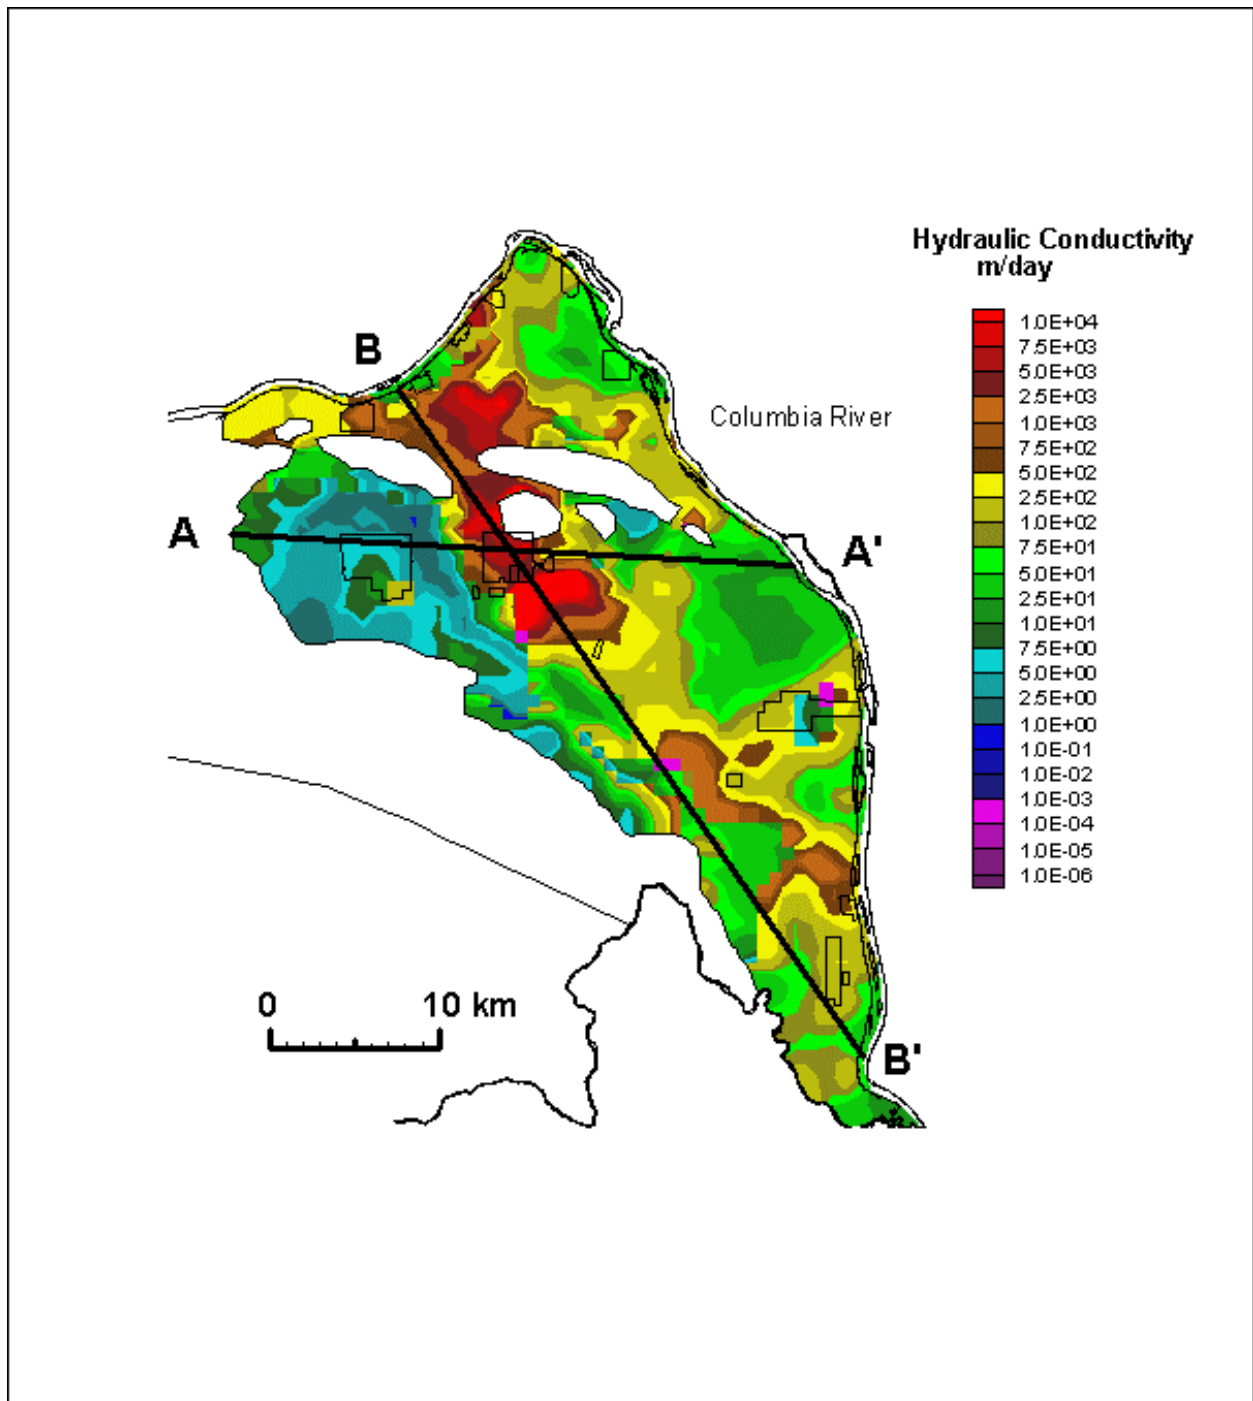 Hydraulic Conductivity
m/day
1.0E+04
7.5E+03
5.0E+03
2.5E+03
1.0E+03
7.5E+02
5.0E+02
2.5E+02
1.0E+02
7.5E+01
5.0E+01
2.5E+01
1.0E+01
7.5E+00
5.0E+00
2.5E+00
1.0E+00
1.0E-01
1.0E-02
1.0E-03
1.0E-04
1.0E-05
1.0E-06
B
Columbia River
A
A'
0 10 km
B'